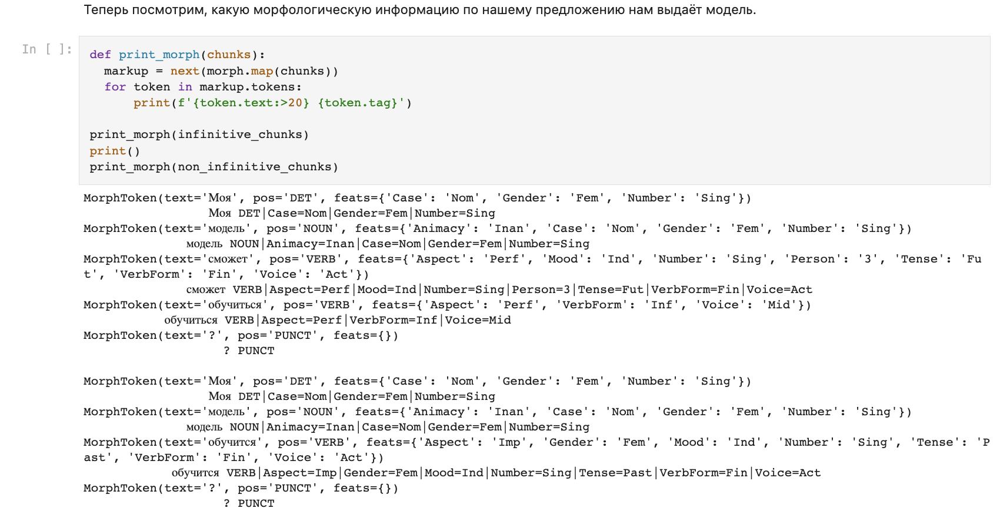 Теперь посмотрим, какую морфологическую информацию по нашему предложению нам выдаёт модель.
In [ ]:
def print_morph(chunks):
  markup = next(morph.map(chunks))
  for token in markup.tokens:
      print(f'{token.text:>20} {token.tag}')
print_morph(infinitive_chunks)
print()
print_morph(non_infinitive_chunks)
MorphToken(text='Моя', pos='DET', feats={'Case': 'Nom', 'Gender': 'Fem', 'Number': 'Sing'})
Моя DET|Case=Nom|Gender=Fem|Number=Sing
MorphToken(text='модель', pos='NOUN', feats={'Animacy': 'Inan', 'Case': 'Nom', 'Gender': 'Fem', 'Number': 'Sing'})
модель NOUN|Animacy=Inan|Case=Nom|Gender=Fem|Number=Sing
MorphToken(text='сможет', pos='VERB', feats={'Aspect': 'Perf', 'Mood': 'Ind', 'Number': 'Sing', 'Person': '3', 'Tense': 'Fu
t', 'VerbForm': 'Fin', 'Voice': 'Act'})
сможет VERB|Aspect=Perf|Mood=Ind|Number=Sing|Person=3|Tense=Fut|VerbForm=Fin|Voice=Act
MorphToken(text='обучиться', pos='VERB', feats={'Aspect': 'Perf', 'VerbForm': 'Inf', 'Voice': 'Mid'})
обучиться VERB|Aspect=Perf|VerbForm=Inf|Voice=Mid
MorphToken(text='?', pos='PUNCT', feats={})
? PUNCT
MorphToken(text='Моя', pos='DET', feats={'Case': 'Nom', 'Gender': 'Fem', 'Number': 'Sing'})
Моя DET|Case=Nom|Gender=Fem|Number=Sing
MorphToken(text='модель', pos='NOUN', feats={'Animacy': 'Inan', 'Case': 'Nom', 'Gender': 'Fem', 'Number': 'Sing'})
модель NOUN|Animacy=Inan|Case=Nom|Gender=Fem|Number=Sing
MorphToken(text='обучится', pos='VERB', feats={'Aspect': 'Imp', 'Gender': 'Fem', 'Mood': 'Ind', 'Number': 'Sing', 'Tense': 'P
ast', 'VerbForm': 'Fin', 'Voice': 'Act'})
обучится VERB|Aspect=Imp|Gender=Fem|Mood=Ind|Number=Sing|Tense=Past|VerbForm=Fin|Voice=Act
MorphToken(text='?', pos='PUNCT', feats={})
? PUNCT